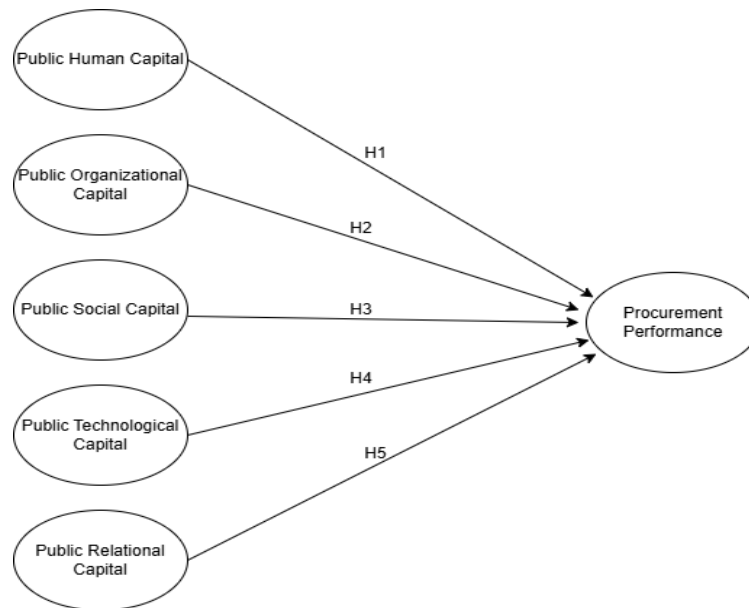 Public Human Capital
H1
Public Organizational
Capital
H2
Public Social Capital
H3
Procurement
Performance
Public Technological
Capital
H4
Public Relational
Capital
H5